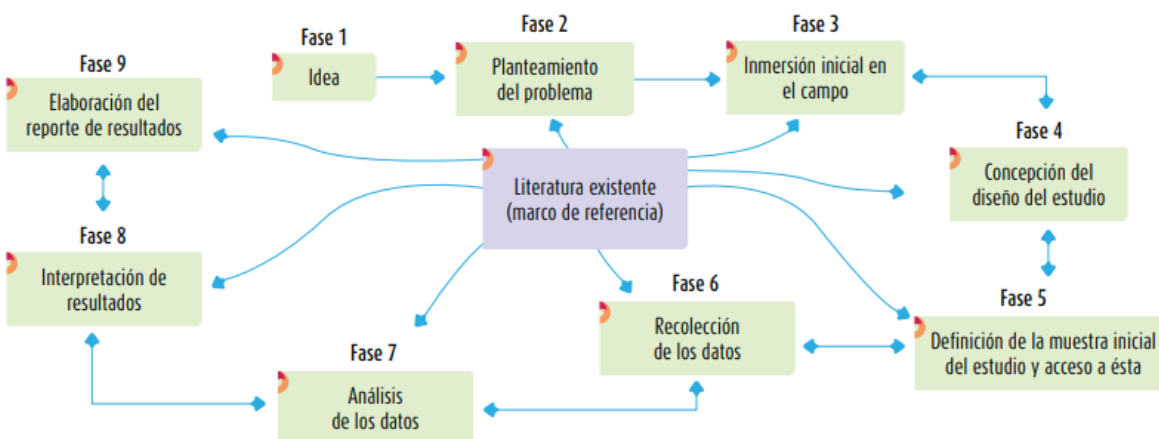 Fase 1
Idea
Fase 2
Planteamiento
del problema
Fase 3
Inmersión inicial en
el campo
Fase 4
Concepción del
diseño del estudio
Fase 5
Definición de la muestra inicial
del estudio y acceso a ésta
Fase 6
Recolección
de los datos
Fase 7
Análisis
de los datos
Fase 8
Interpretación de
resultados
Fase 9
Elaboración del
reporte de resultados
Literatura existente
(marco de referencia)